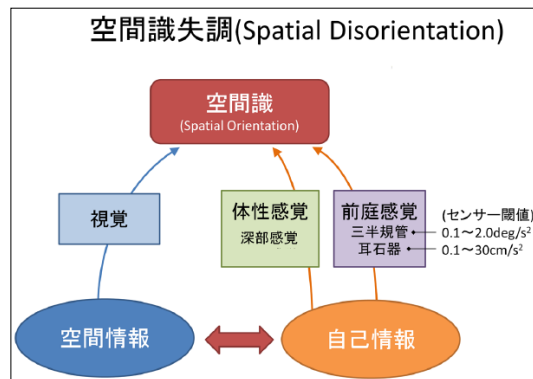 空間識失調(Spatial Disorientation)
空間識
(Spatial Orientation)
視覚
体性感覚
深部感覚
前庭感覚
三半規管
耳石器
(センサー閾値)
0.1～2.0deg/s²
0.1～30cm/s²
空間情報
自己情報